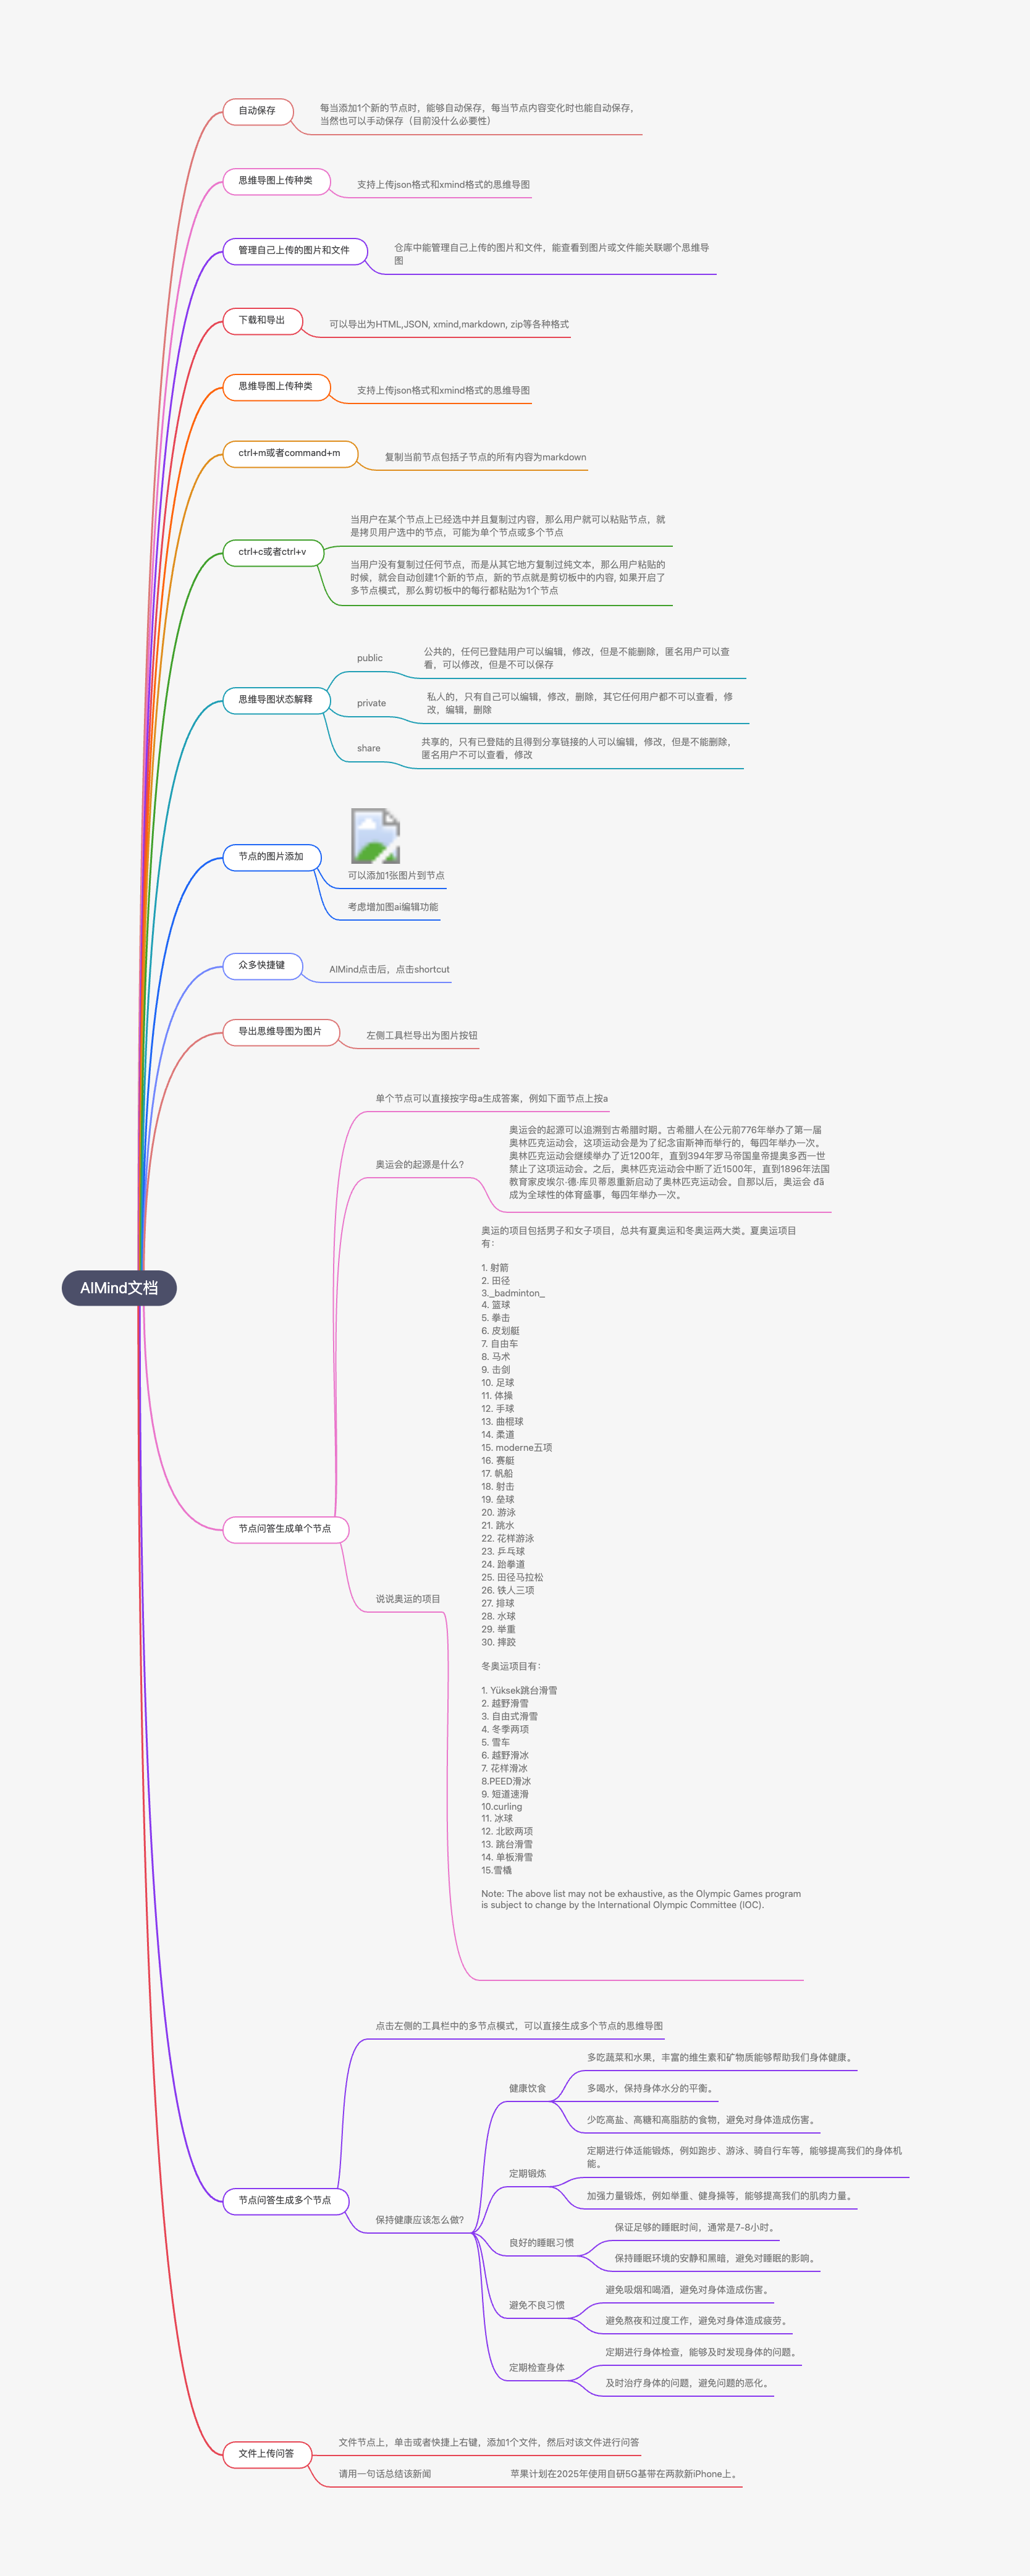 自动保存
每当添加1个新的节点时，能够自动保存，每当节点内容变化时也能自动保存，
当然也可以手动保存（目前没什么必要性）
思维导图上传种类
支持上传json格式和xmind格式的思维导图
管理自己上传的图片和文件
仓库中能管理自己上传的图片和文件，能查看到图片或文件能关联哪个思维导
图
下载和导出
可以导出为HTML,JSON, xmind,markdown, zip等各种格式
思维导图上传种类
支持上传json格式和xmind格式的思维导图
ctrl+m或者command+m
复制当前节点包括子节点的所有内容为markdown
ctrl+c或者ctrl+v
当用户在某个节点上已经选中并且复制过内容，那么用户就可以粘贴节点，就
是拷贝用户选中的节点，可能为单个节点或多个节点
当用户没有复制过任何节点，而是从其它地方复制过纯文本，那么用户粘贴的
时候，就会自动创建1个新的节点，新的节点就是剪切板中的内容, 如果开启了
多节点模式，那么剪切板中的每行都粘贴为1个节点
思维导图状态解释
public
公共的，任何已登陆用户可以编辑，修改，但是不能删除，匿名用户可以查
看，可以修改，但是不可以保存
private
私人的，只有自己可以编辑，修改，删除，其它任何用户都不可以查看，修
改，编辑，删除
share
共享的，只有已登陆的且得到分享链接的人可以编辑，修改，但是不能删除，
匿名用户不可以查看，修改
节点的图片添加
可以添加1张图片到节点
考虑增加图ai编辑功能
众多快捷键
AIMind点击后，点击shortcut
导出思维导图为图片
左侧工具栏导出为图片按钮
AIMind文档
节点问答生成单个节点
单个节点可以直接按字母a生成答案，例如下面节点上按a
奥运会的起源是什么？
奥运会的起源可以追溯到古希腊时期。古希腊人在公元前776年举办了第一届
奥林匹克运动会，这项运动会是为了纪念宙斯神而举行的，每四年举办一次。
奥林匹克运动会继续举办了近1200年，直到394年罗马帝国皇帝提奥多西一世
禁止了这项运动会。之后，奥林匹克运动会中断了近1500年，直到1896年法国
教育家皮埃尔·德·库贝蒂恩重新启动了奥林匹克运动会。自那以后，奥运会 đã
成为全球性的体育盛事，每四年举办一次。
说说奥运的项目
奥运的项目包括男子和女子项目，总共有夏奥运和冬奥运两大类。夏奥运项目
有：
1. 射箭
2. 田径
3._badminton_
4. 篮球
5. 拳击
6. 皮划艇
7. 自由车
8. 马术
9. 击剑
10. 足球
11. 体操
12. 手球
13. 曲棍球
14. 柔道
15. moderne五项
16. 赛艇
17. 帆船
18. 射击
19. 垒球
20. 游泳
21. 跳水
22. 花样游泳
23. 乒乓球
24. 跆拳道
25. 田径马拉松
26. 铁人三项
27. 排球
28. 水球
29. 举重
30. 摔跤
冬奥运项目有：
1. Yüksek跳台滑雪
2. 越野滑雪
3. 自由式滑雪
4. 冬季两项
5. 雪车
6. 越野滑冰
7. 花样滑冰
8.PEED滑冰
9. 短道速滑
10.curling
11. 冰球
12. 北欧两项
13. 跳台滑雪
14. 单板滑雪
15.雪橇
Note: The above list may not be exhaustive, as the Olympic Games program
is subject to change by the International Olympic Committee (IOC).
节点问答生成多个节点
点击左侧的工具栏中的多节点模式，可以直接生成多个节点的思维导图
保持健康应该怎么做？
健康饮食
多吃蔬菜和水果，丰富的维生素和矿物质能够帮助我们身体健康。
多喝水，保持身体水分的平衡。
少吃高盐、高糖和高脂肪的食物，避免对身体造成伤害。
定期锻炼
定期进行体适能锻炼，例如跑步、游泳、骑自行车等，能够提高我们的身体机
能。
加强力量锻炼，例如举重、健身操等，能够提高我们的肌肉力量。
良好的睡眠习惯
保证足够的睡眠时间，通常是7-8小时。
保持睡眠环境的安静和黑暗，避免对睡眠的影响。
避免不良习惯
避免吸烟和喝酒，避免对身体造成伤害。
避免熬夜和过度工作，避免对身体造成疲劳。
定期检查身体
定期进行身体检查，能够及时发现身体的问题。
及时治疗身体的问题，避免问题的恶化。
文件上传问答
文件节点上，单击或者快捷上右键，添加1个文件，然后对该文件进行问答
请用一句话总结该新闻
苹果计划在2025年使用自研5G基带在两款新iPhone上。